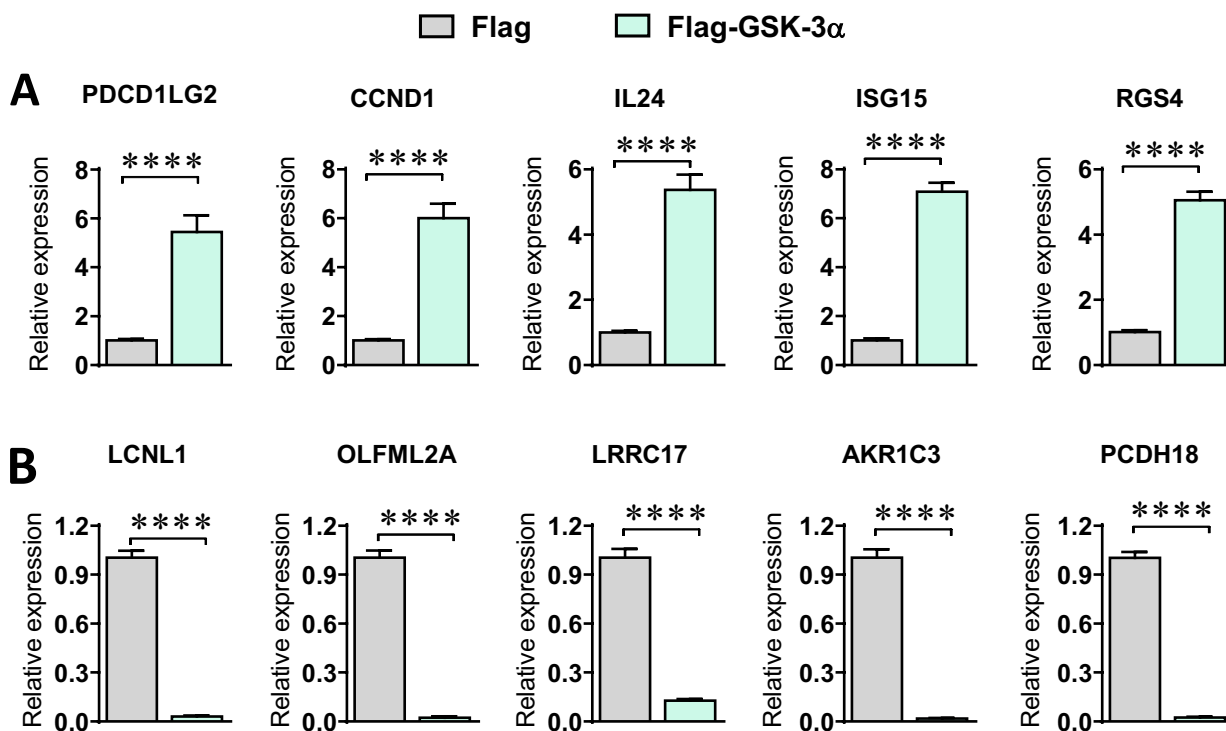 Flag Flag-GSK-3α
A
PDCD1LG2 CCND1 IL24 ISG15 RGS4
**** **** **** **** ****
Relative expression
8
6
4
2
0
Relative expression
8
6
4
2
0
Relative expression
6
4
2
0
Relative expression
8
6
4
2
0
Relative expression
6
4
2
0
B
LCNL1 OLFML2A LRRC17 AKR1C3 PCDH18
**** **** **** **** ****
Relative expression
1.2
0.9
0.6
0.3
0.0
Relative expression
1.2
0.9
0.6
0.3
0.0
Relative expression
1.2
0.9
0.6
0.3
0.0
Relative expression
1.2
0.9
0.6
0.3
0.0
Relative expression
1.2
0.9
0.6
0.3
0.0